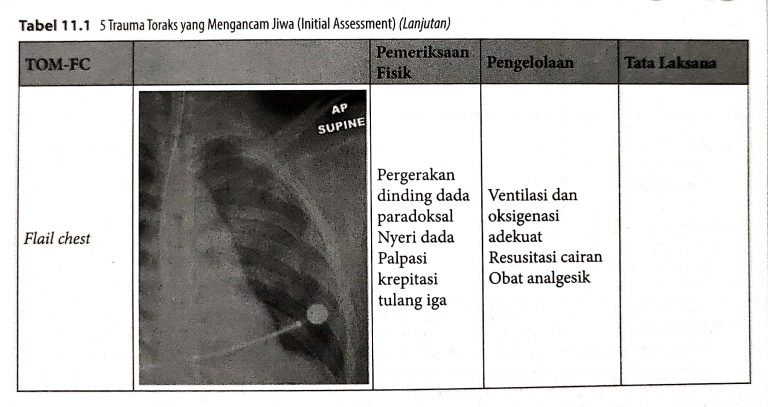 Tabel 11.1 5 Trauma Toraks yang Mengancam Jiwa (Initial Assessment) (Lanjutan)
TOM-FC
Pemeriksaan
Fisik
Pengelolaan
Tata Laksana
Flail chest
AP
SUPINE
Pergerakan
dinding dada
paradoksal
Nyeri dada
Palpasi
krepitasi
tulang iga
Ventilasi dan
oksigenasi
adekuat
Resusitasi cairan
Obat analgesik